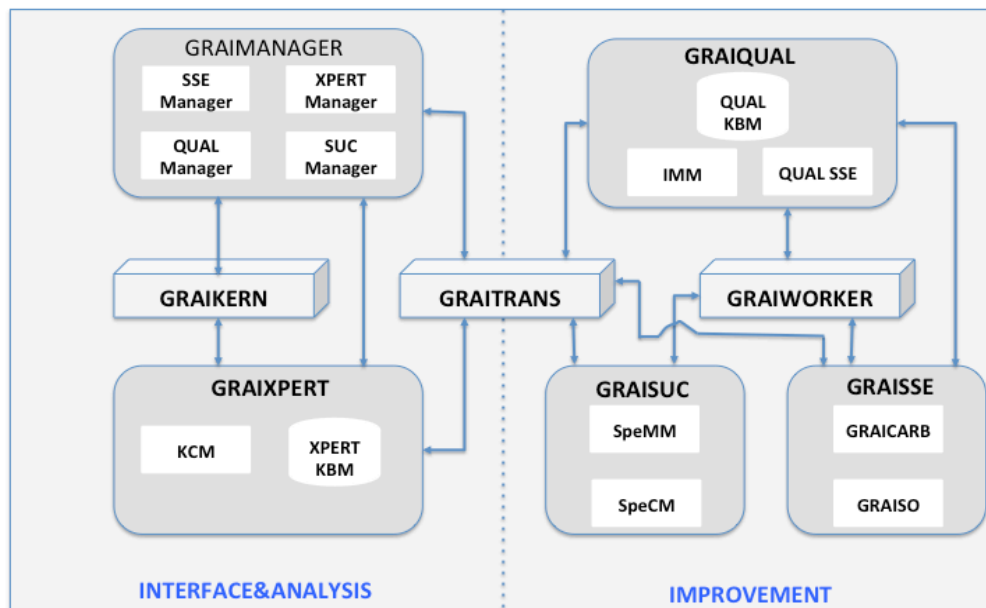 GRAIMANAGER
SSE
Manager
XPERT
Manager
QUAL
Manager
SUC
Manager
GRAIQUAL
QUAL
KBM
IMM
QUAL SSE
GRAIKERN
GRAITRANS
GRAIWORKER
GRAIXPERT
KCM
XPERT
KBM
GRAISUC
SpeMM
SpeCM
GRAISSE
GRAICARB
GRAISO
INTERFACE&ANALYSIS
IMPROVEMENT